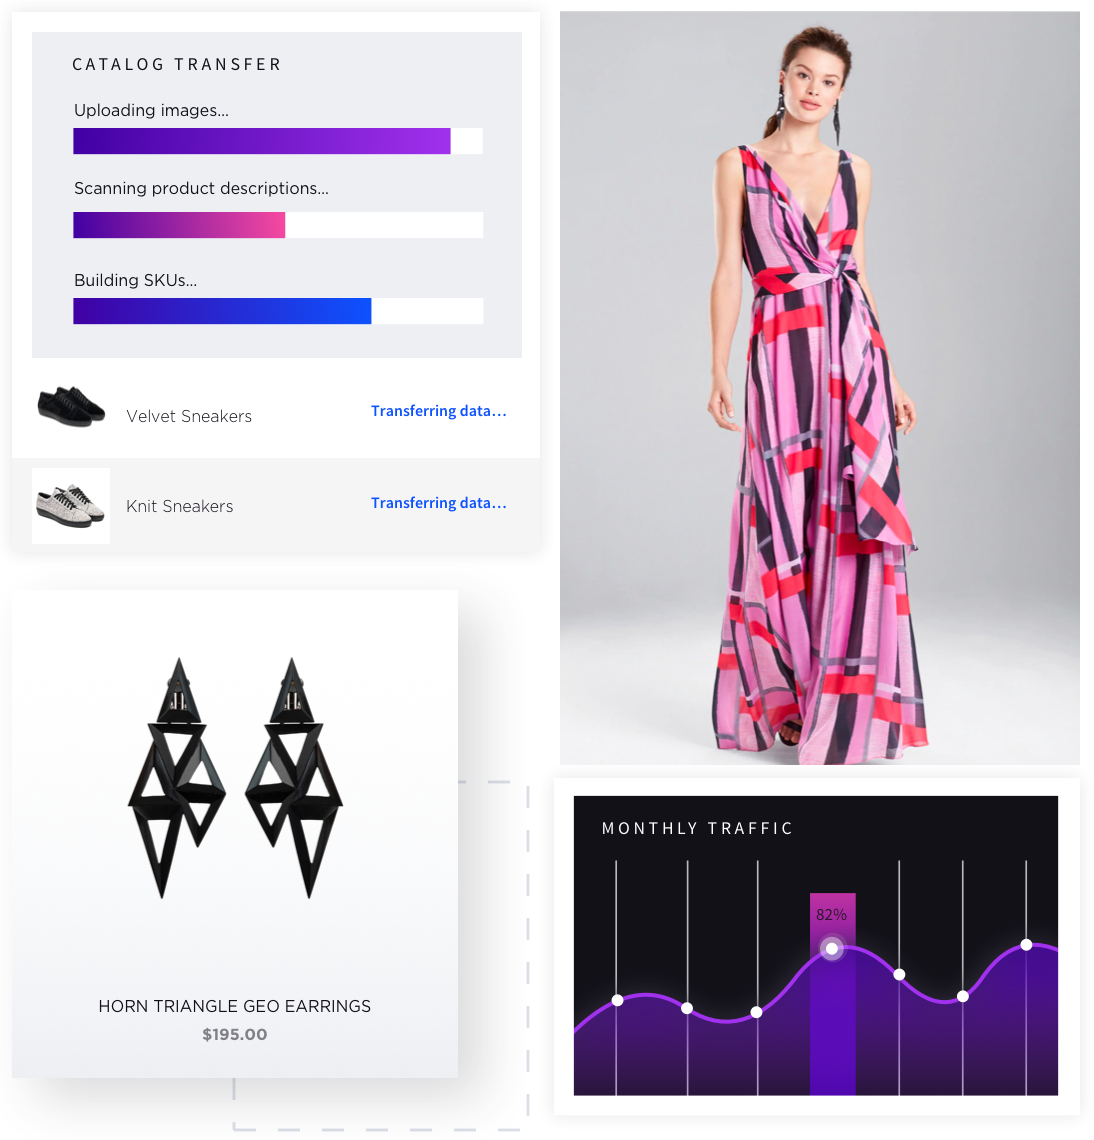 CATALOG TRANSFER
Uploading images...
Scanning product descriptions...
Building SKUs...
Velvet Sneakers
Transferring data...
Knit Sneakers
Transferring data...
HORN TRIANGLE GEO EARRINGS
$195.00
MONTHLY TRAFFIC
82%